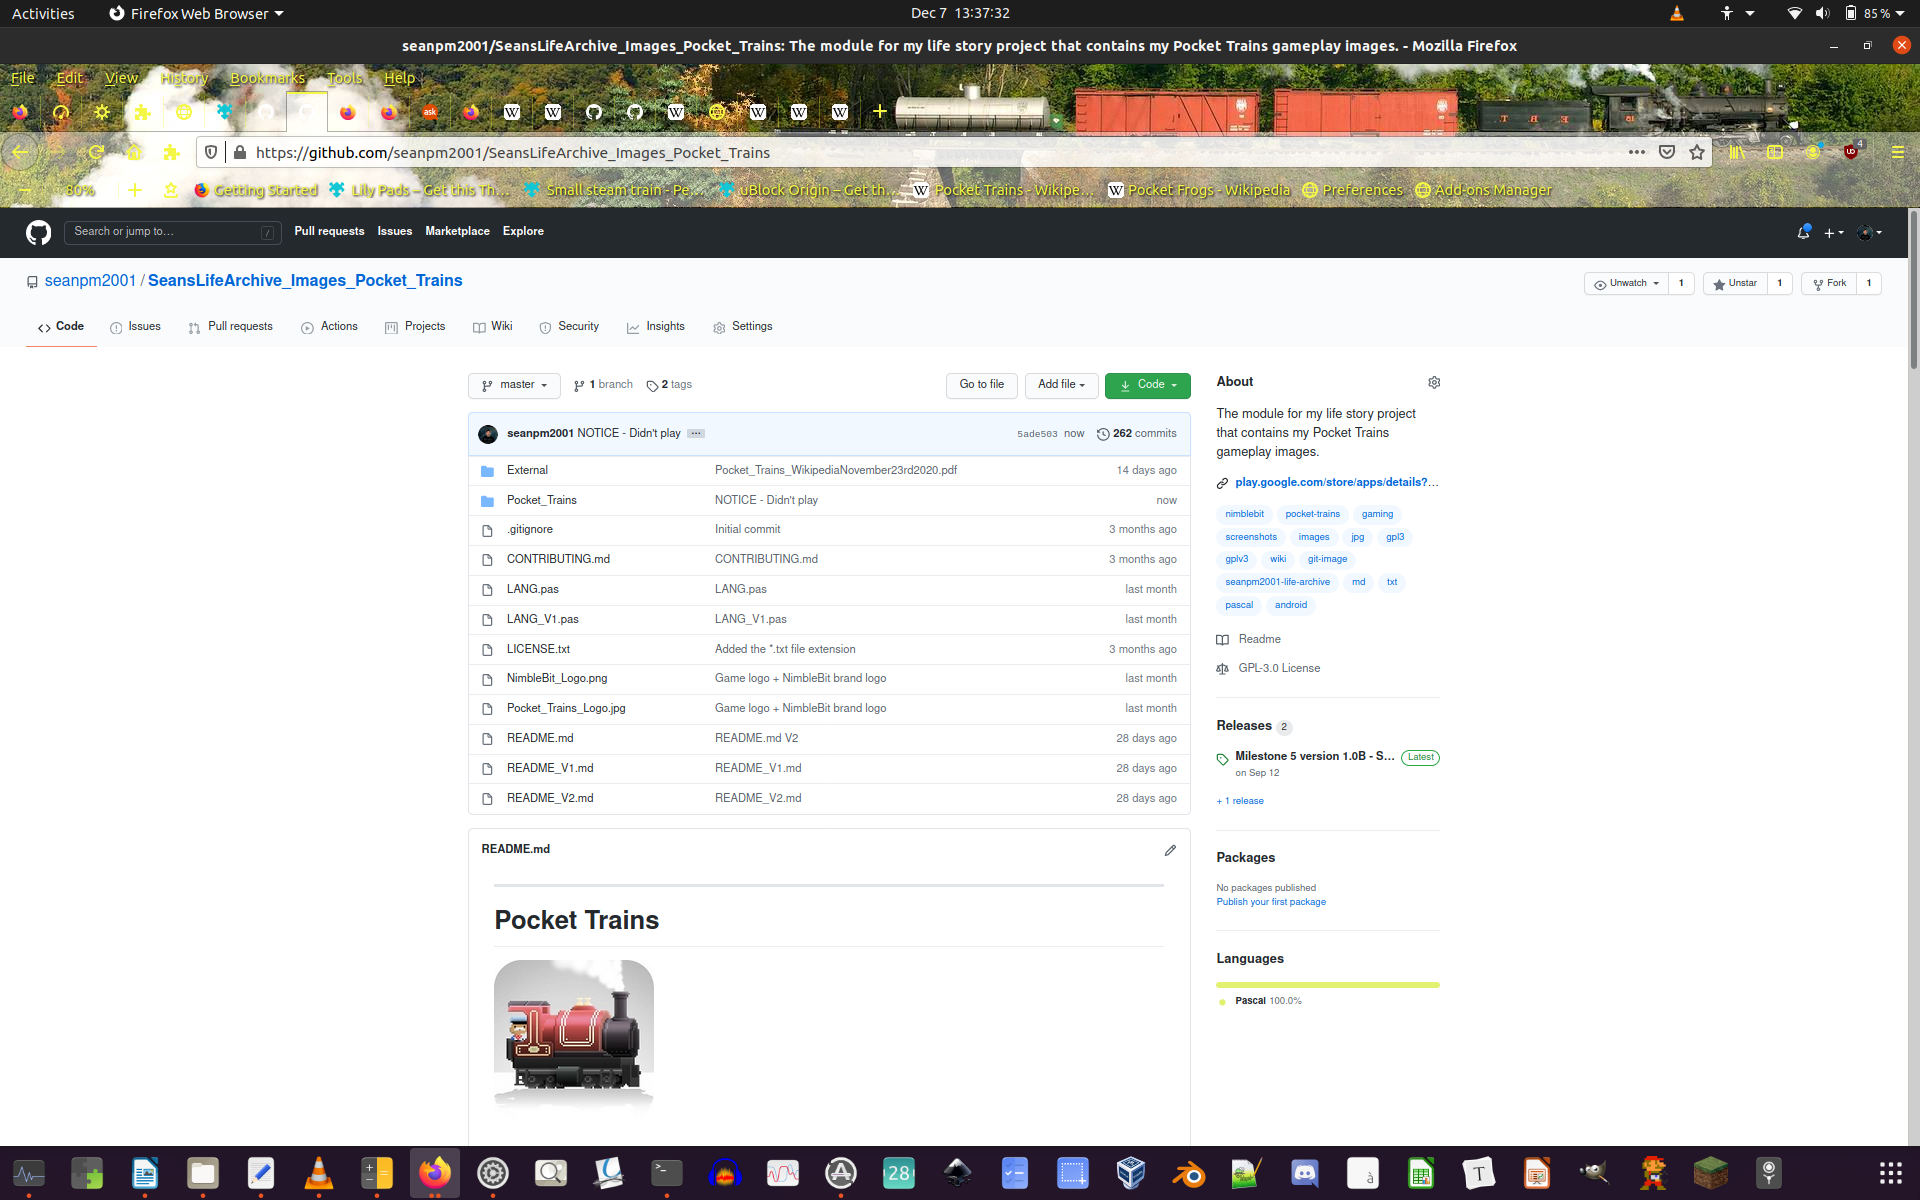 Activities Firefox Web Browser Dec 7 13:37:32 85 %
seanpm2001/SeansLifeArchive_Images_Pocket_Trains: The module for my life story project that contains my Pocket Trains gameplay images. - Mozilla Firefox
File Edit View History Bookmarks Tools Help
https://github.com/seanpm2001/SeansLifeArchive_Images_Pocket_Trains
80% Getting Started Lily Pads – Get this Th… Small steam train - Pe… uBlock Origin – Get th… Pocket Trains - Wikipe… Pocket Frogs - Wikipedia Preferences Add-ons Manager
Search or jump to… / Pull requests Issues Marketplace Explore
seanpm2001 / SeansLifeArchive_Images_Pocket_Trains Unwatch 1 Unstar 1 Fork 1
Code Issues Pull requests Actions Projects Wiki Security Insights Settings
master 1 branch 2 tags Go to file Add file Code
seanpm2001 NOTICE - Didn't play … 5ade503 now 262 commits
External Pocket_Trains_WikipediaNovember23rd2020.pdf 14 days ago
Pocket_Trains NOTICE - Didn't play now
.gitignore Initial commit 3 months ago
CONTRIBUTING.md CONTRIBUTING.md 3 months ago
LANG.pas LANG.pas last month
LANG_V1.pas LANG_V1.pas last month
LICENSE.txt Added the *.txt file extension 3 months ago
NimbleBit_Logo.png Game logo + NimbleBit brand logo last month
Pocket_Trains_Logo.jpg Game logo + NimbleBit brand logo last month
README.md README.md V2 28 days ago
README_V1.md README_V1.md 28 days ago
README_V2.md README_V2.md 28 days ago
README.md
Pocket Trains
About
The module for my life story project
that contains my Pocket Trains
gameplay images.
play.google.com/store/apps/details?…
nimblebit pocket-trains gaming
screenshots images jpg gpl3
gplv3 wiki git-image
seanpm2001-life-archive md txt
pascal android
Readme
GPL-3.0 License
Releases 2
Milestone 5 version 1.0B - S… Latest
on Sep 12
+ 1 release
Packages
No packages published
Publish your first package
Languages
Pascal 100.0%
28